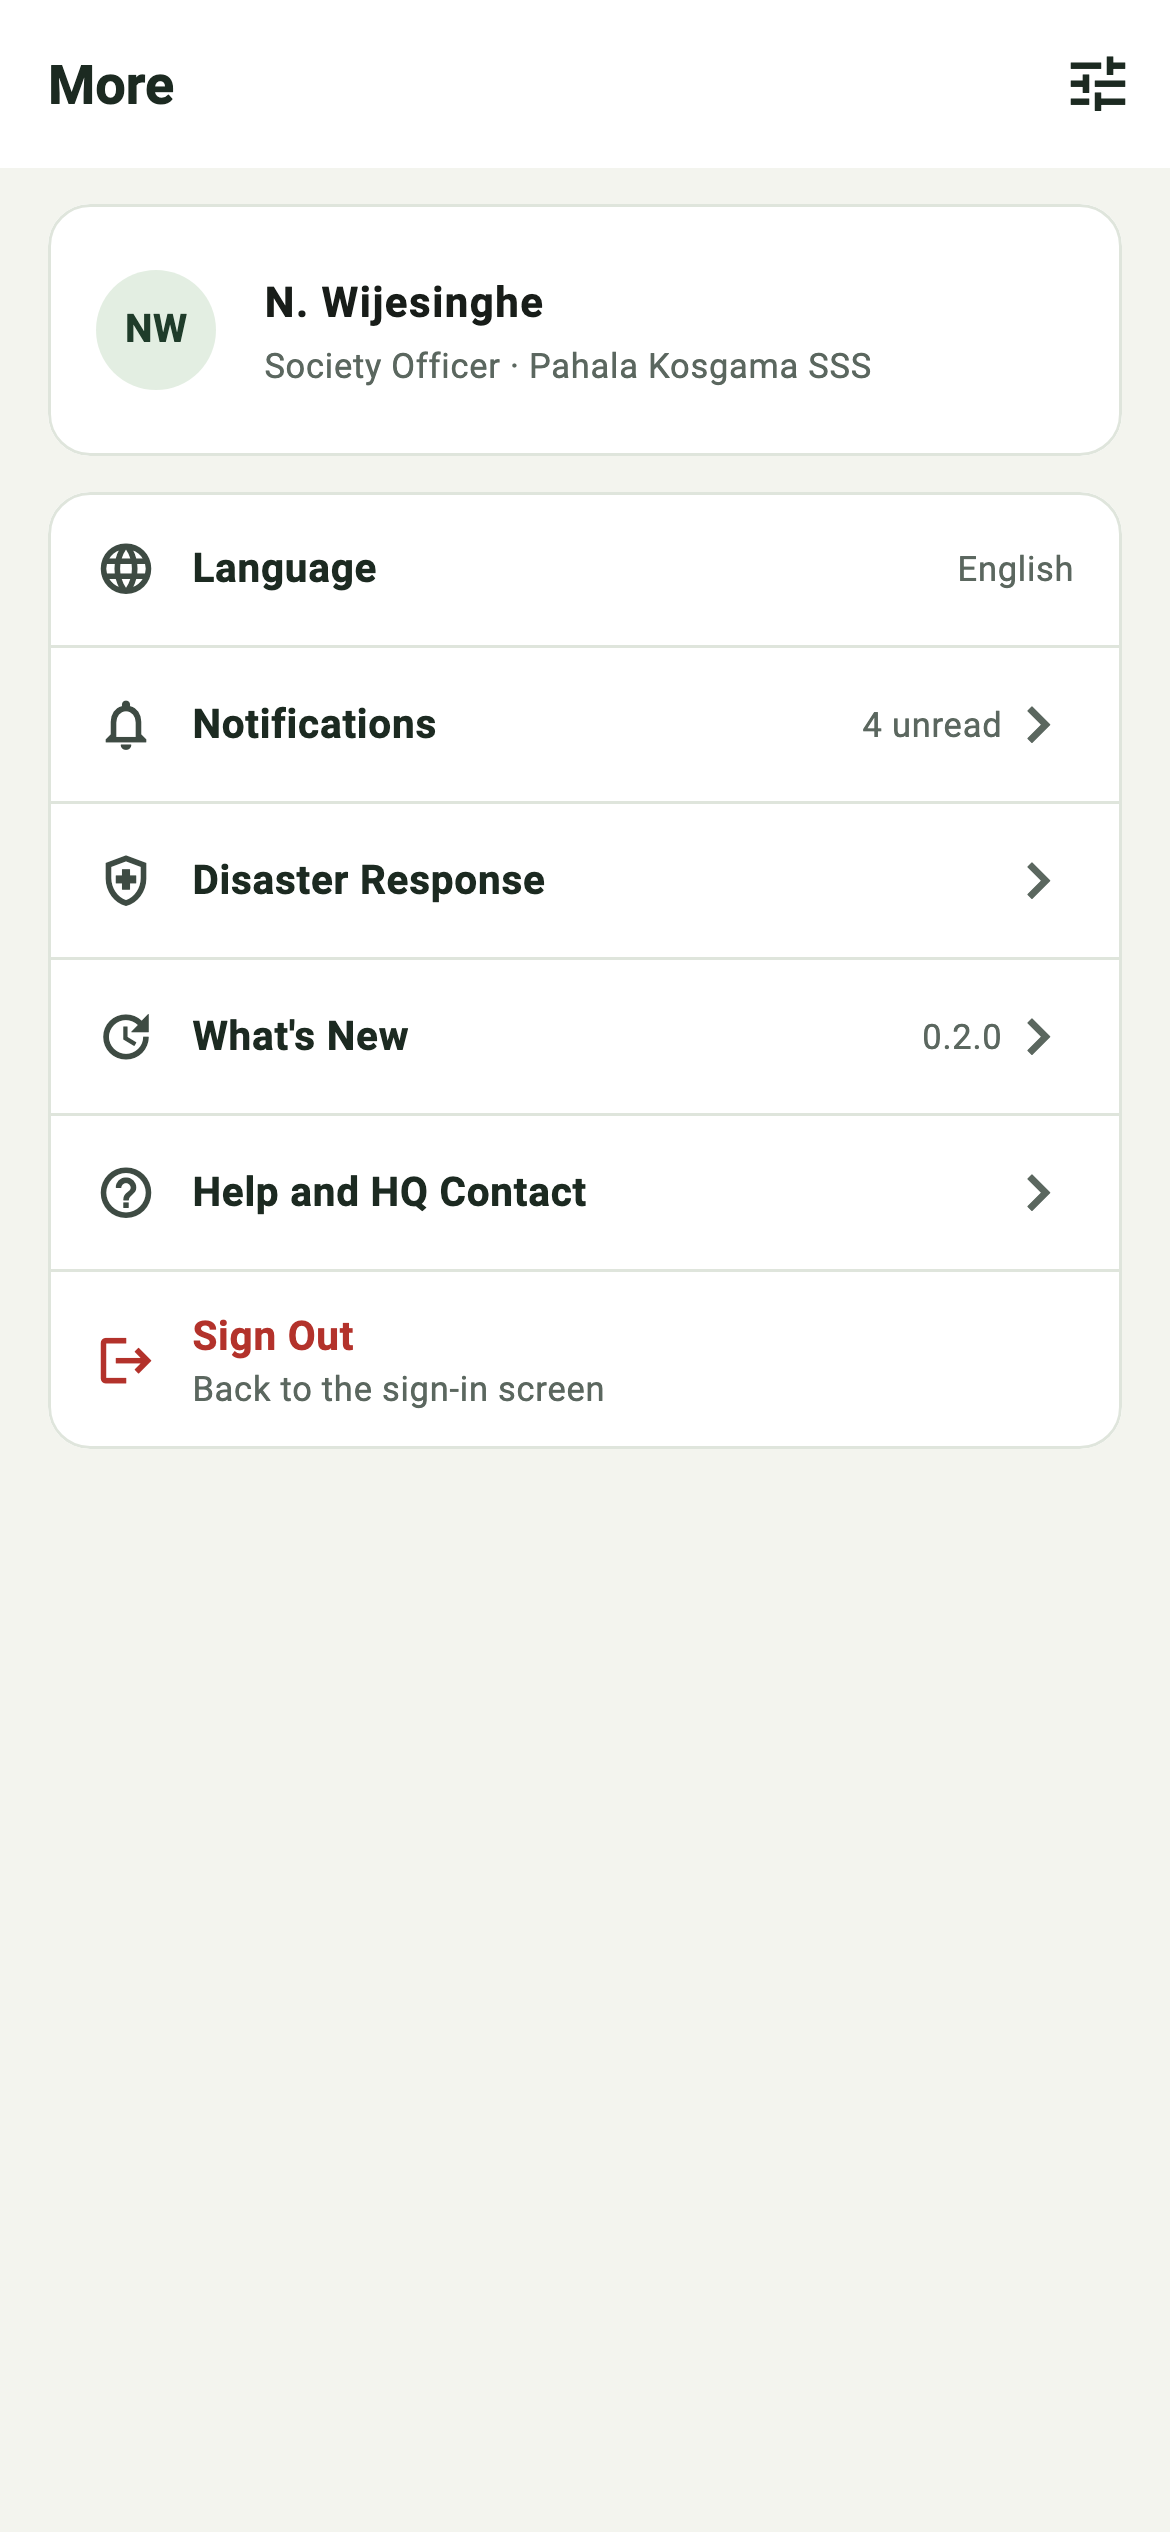 More
NW
N. Wijesinghe
Society Officer · Pahala Kosgama SSS
Language English
Notifications 4 unread
Disaster Response
What's New 0.2.0
Help and HQ Contact
Sign Out
Back to the sign-in screen